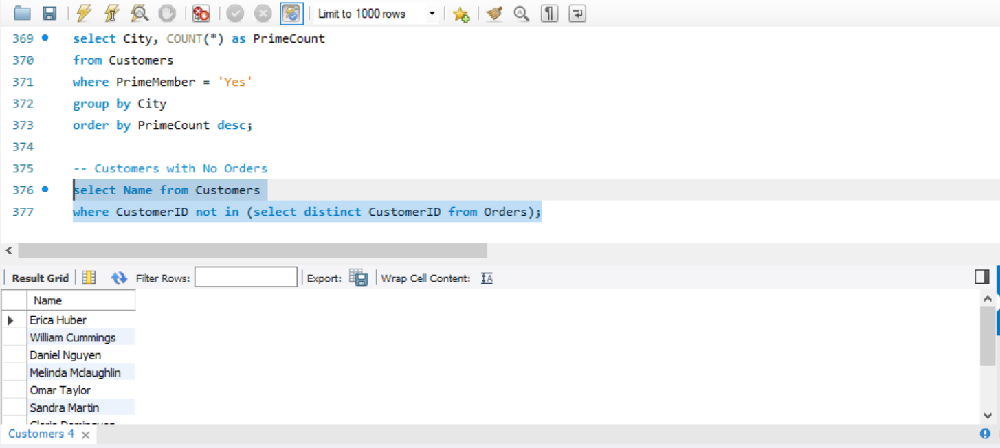 Limit to 1000 rows
369 select City, COUNT(*) as PrimeCount
370 from Customers
371 where PrimeMember = 'Yes'
372 group by City
373 order by PrimeCount desc;
374
375 -- Customers with No Orders
376 select Name from Customers
377 where CustomerID not in (select distinct CustomerID from Orders);
Result Grid Filter Rows: Export: Wrap Cell Content: IA
Name
Erica Huber
William Cummings
Daniel Nguyen
Melinda Mclaughlin
Omar Taylor
Sandra Martin
Customers 4